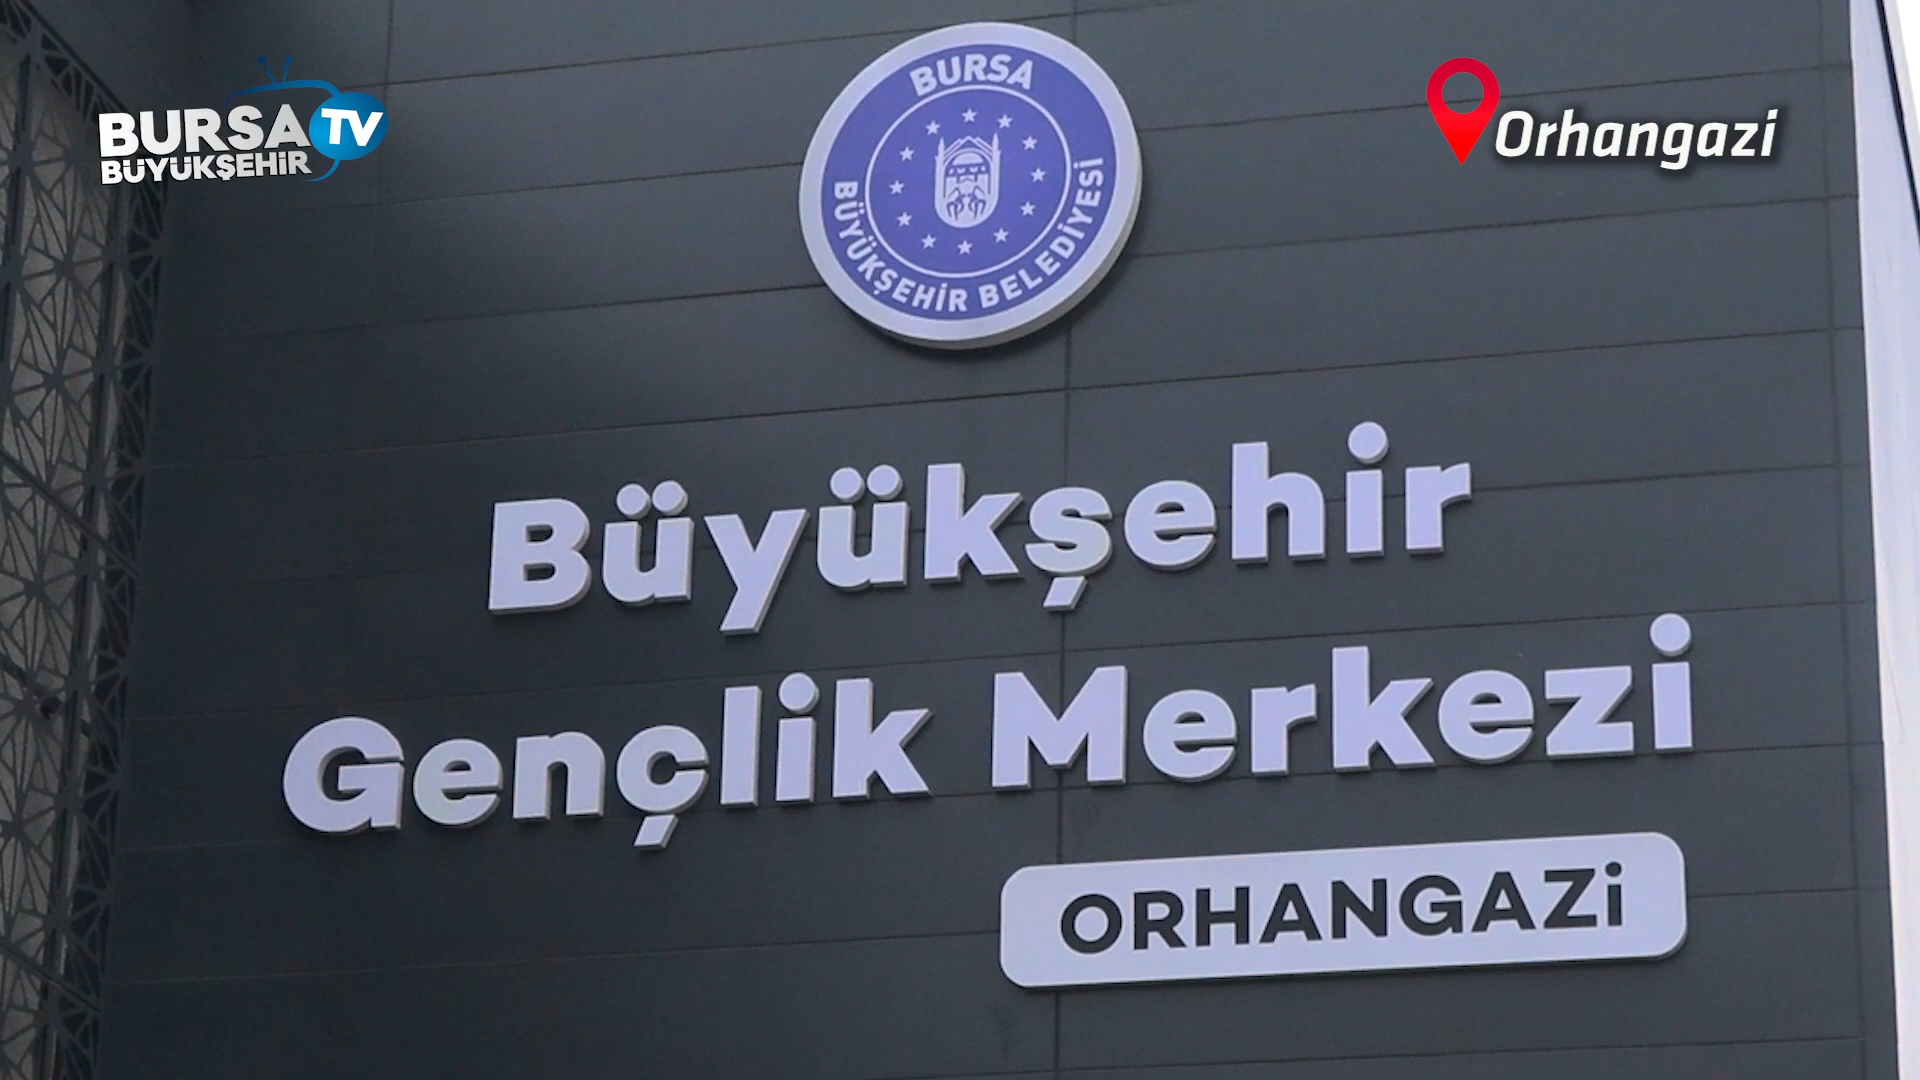 BURSA TV
BÜYÜKŞEHİR
Orhangazi
BURSA
BÜYÜKŞEHİR BELEDİYESİ
Büyükşehir
Gençlik Merkezi
ORHANGAZİ